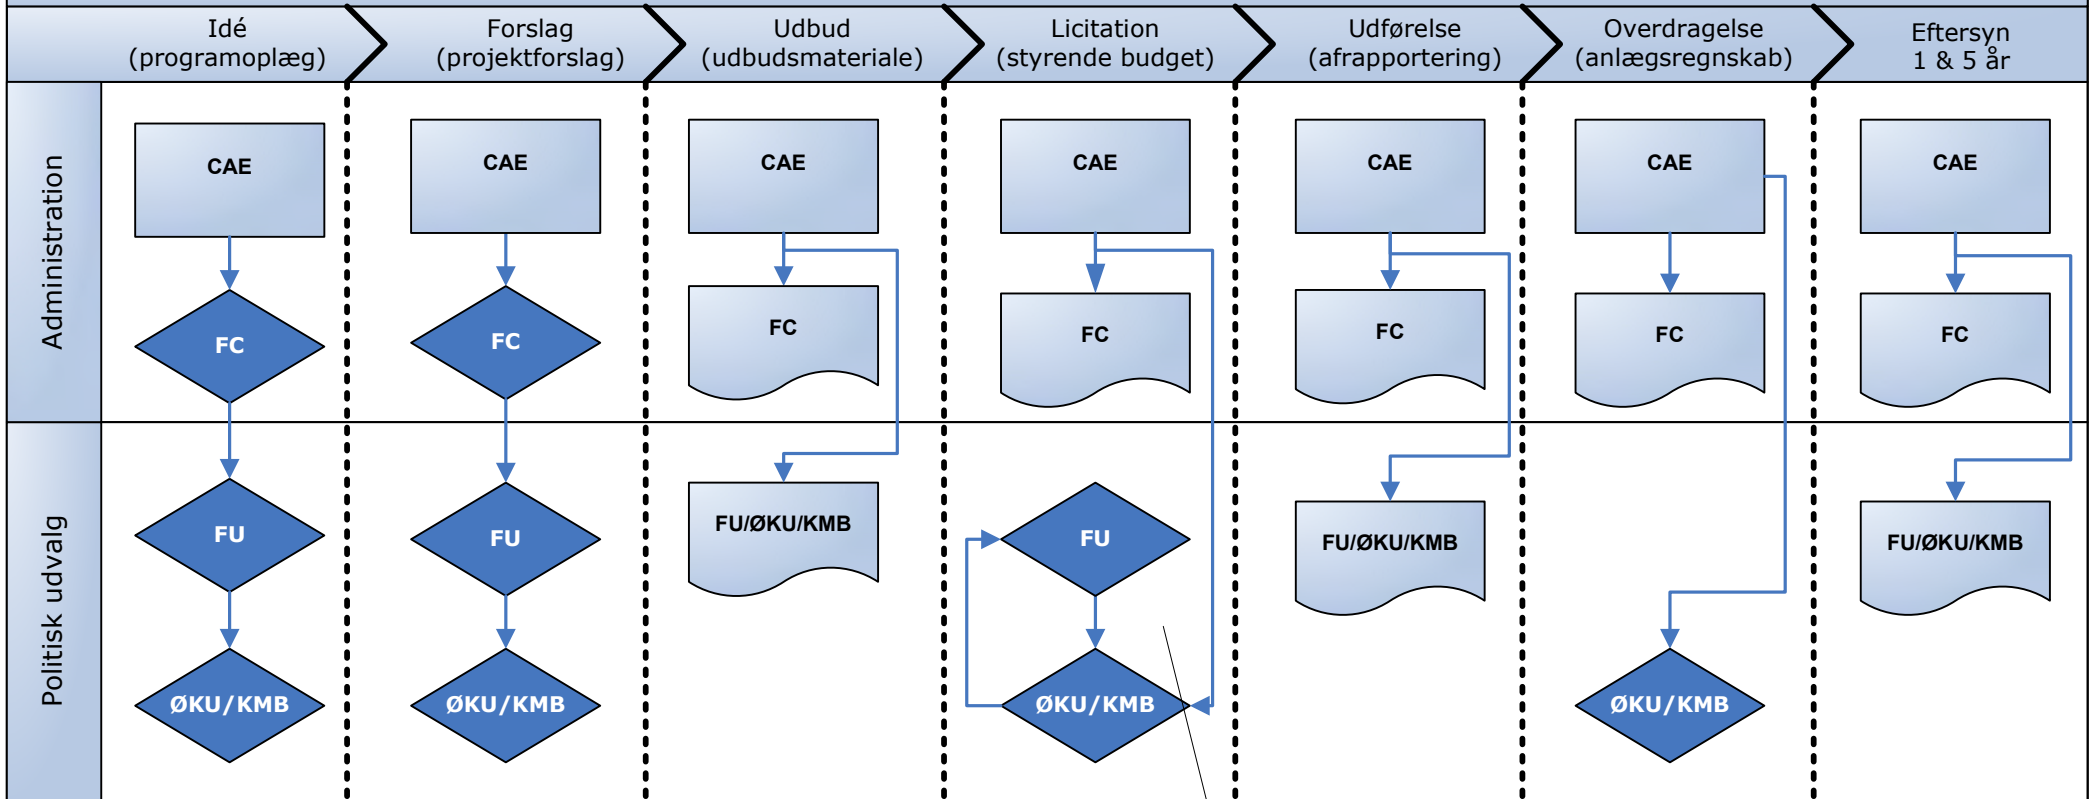 Idé
(programoplæg)
Forslag
(projektforslag)
Udbud
(udbudsmateriale)
Licitation
(styrende budget)
Udførelse
(afrapportering)
Overdragelse
(anlægsregnskab)
Eftersyn
1 & 5 år
Administration
CAE
CAE
CAE
CAE
CAE
CAE
CAE
FC
FC
FC
FC
FC
FC
FC
Politisk udvalg
FU
FU
FU/ØKU/KMB
FU
FU/ØKU/KMB
FU/ØKU/KMB
ØKU/KMB
ØKU/KMB
ØKU/KMB
ØKU/KMB